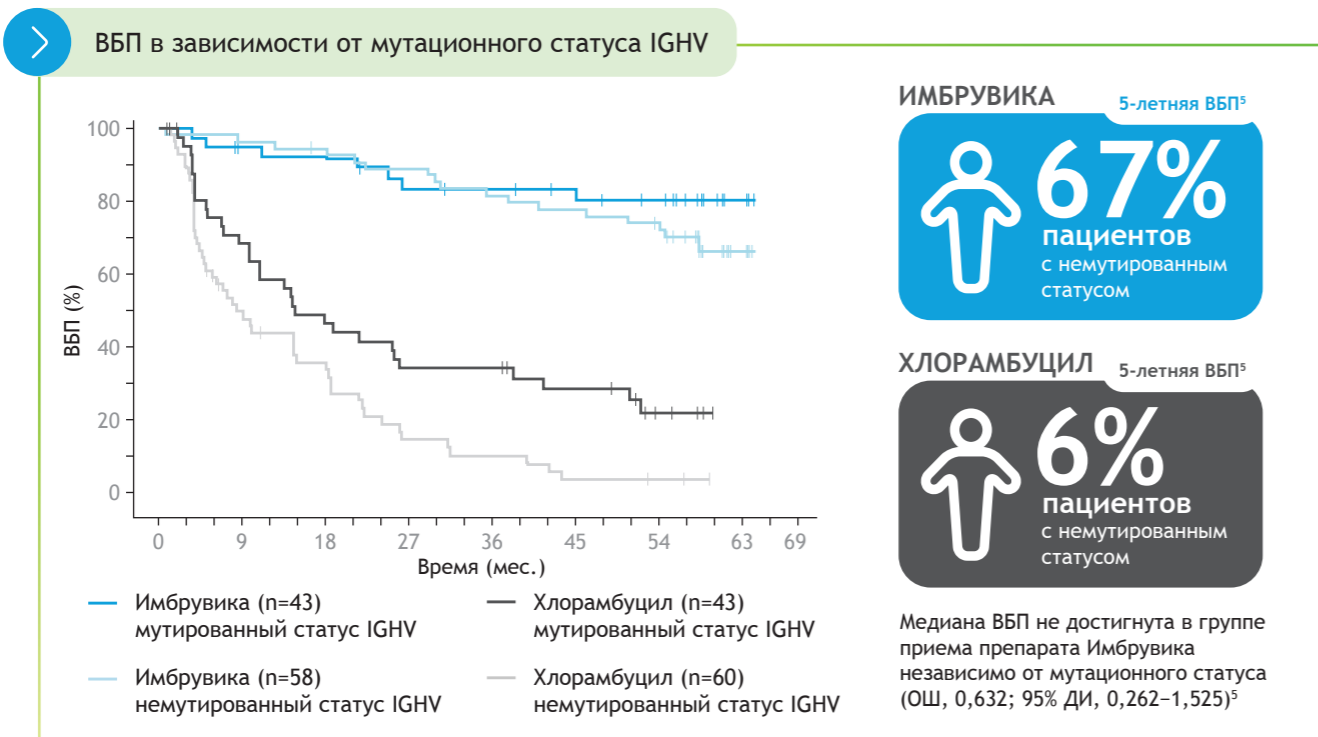 ВБП в зависимости от мутационного статуса IGHV
ВБП (%)
100
80
60
40
20
0
0 9 18 27 36 45 54 63 69
Время (мес.)
Имбрувика (n=43)
мутированный статус IGHV
Имбрувика (n=58)
немутированный статус IGHV
Хлорамбуцил (n=43)
мутированный статус IGHV
Хлорамбуцил (n=60)
немутированный статус IGHV
ИМБРУВИКА
5-летняя ВБП⁵
67%
пациентов
с немутированным
статусом
ХЛОРАМБУЦИЛ
5-летняя ВБП⁵
6%
пациентов
с немутированным
статусом
Медиана ВБП не достигнута в группе
приема препарата Имбрувика
независимо от мутационного статуса
(ОШ, 0,632; 95% ДИ, 0,262–1,525)⁵